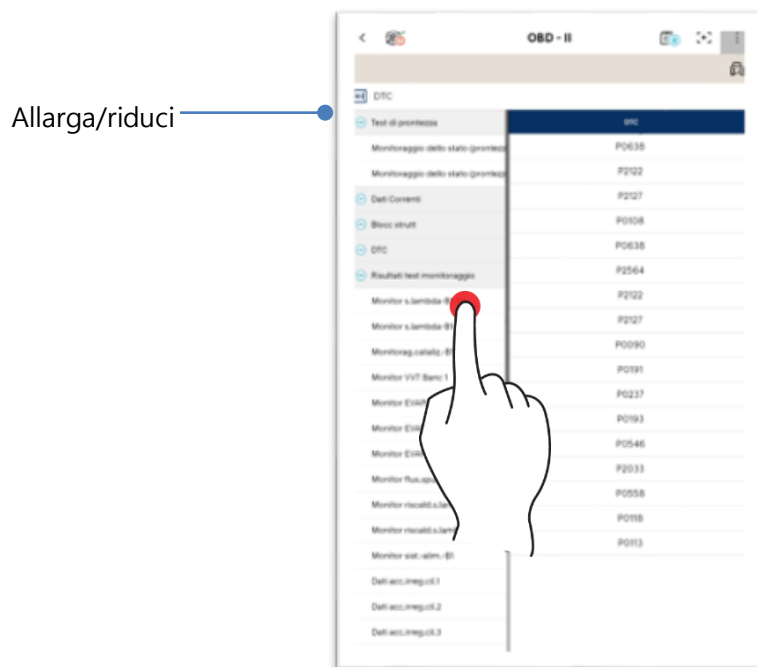 OBD - II
Allarga/riduci
DTC
Test di prontezza
Monitoraggio dello stato (prontezz
Monitoraggio dello stato (prontezz
Dati Correnti
Blocc strutt
DTC
Risultati test monitoraggio
Monitor s.lambda-B1
Monitor s.lambda-B1
Monitorag.cataliz.-B1
Monitor VVT Banc 1
Monitor EVAP
Monitor
Monitor
Monitor flus.spu
Monitor riscald.s.lam
Monitor riscald.s.lam
Monitor sist.-alim.-B1
Dati acc.irreg.cil.1
Dati acc.irreg.cil.2
Dati acc.irreg.cil.3
DTC
P0638
P2122
P2127
P0108
P0638
P2564
P2122
P2127
P0090
P0191
P0237
P0193
P0546
P2033
P0558
P0118
P0113